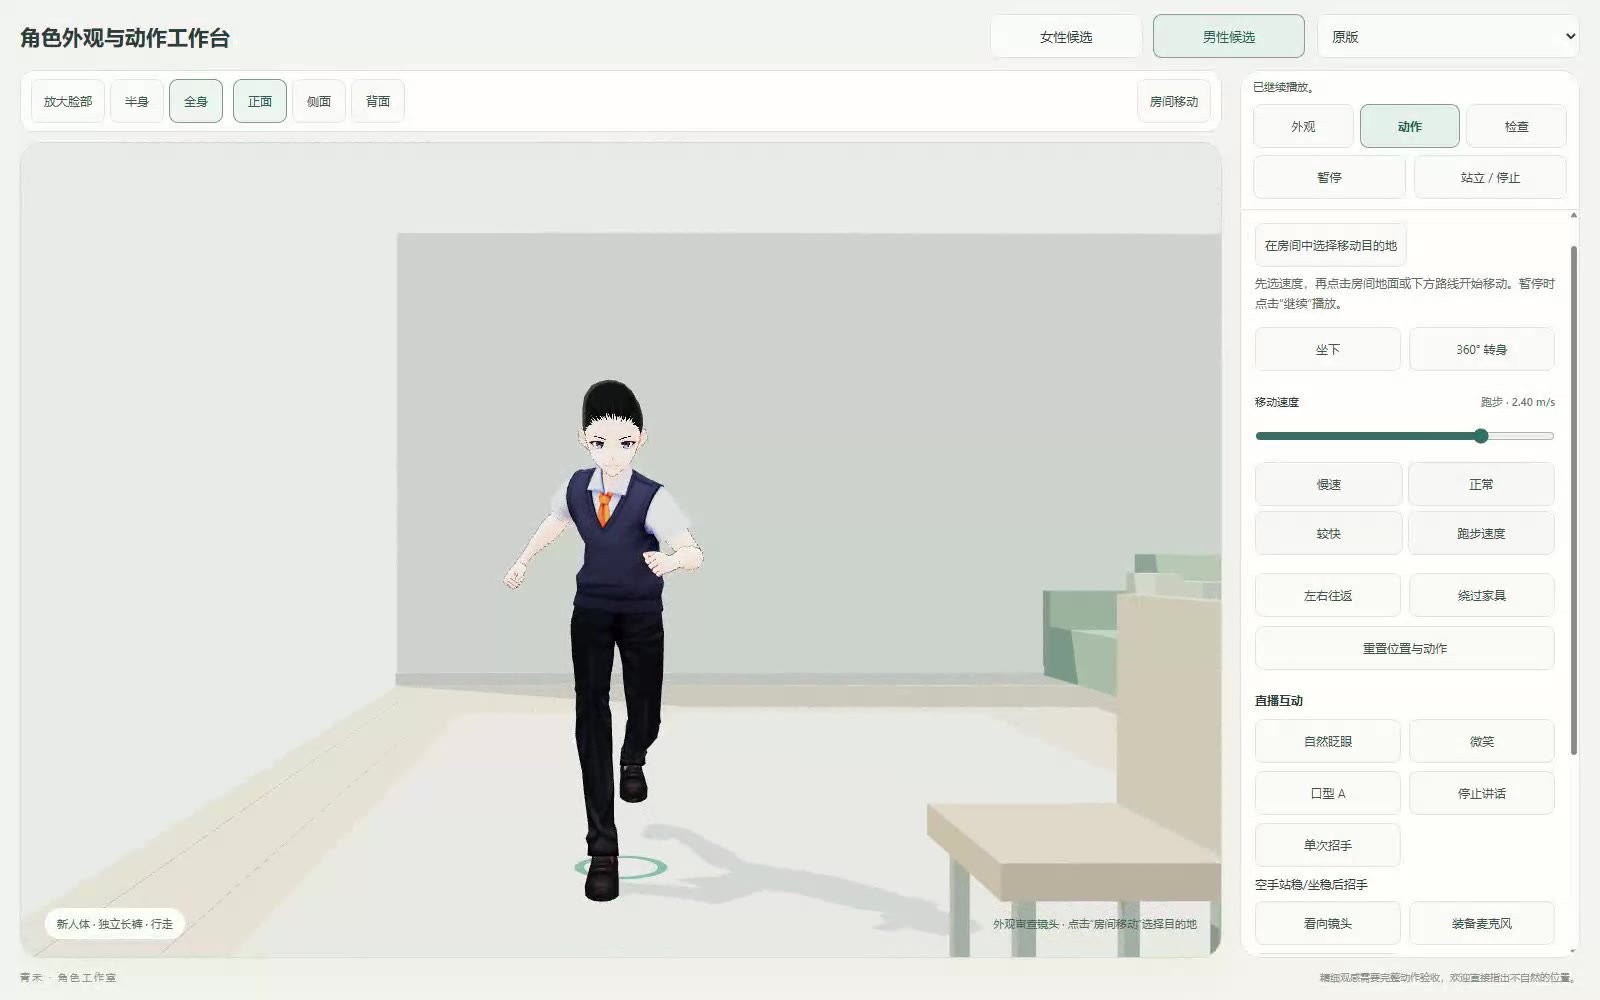 角色外观与动作工作台
女性候选
男性候选
原版
放大脸部
半身
全身
正面
侧面
背面
房间移动
已继续播放。
外观
动作
检查
暂停
站立 / 停止
在房间中选择移动目的地
先选速度，再点击房间地面或下方路线开始移动。暂停时
点击“继续”播放。
坐下
360° 转身
移动速度
跑步 · 2.40 m/s
慢速
正常
较快
跑步速度
左右往返
绕过家具
重置位置与动作
直播互动
自然眨眼
微笑
口型 A
停止讲话
单次招手
空手站稳/坐稳后招手
看向镜头
装备麦克风
新人体 · 独立长裤 · 行走
外观审查镜头 · 点击“房间移动”选择目的地
青禾 · 角色工作室
精细观感需要完整动作验收，欢迎直接指出不自然的位置。